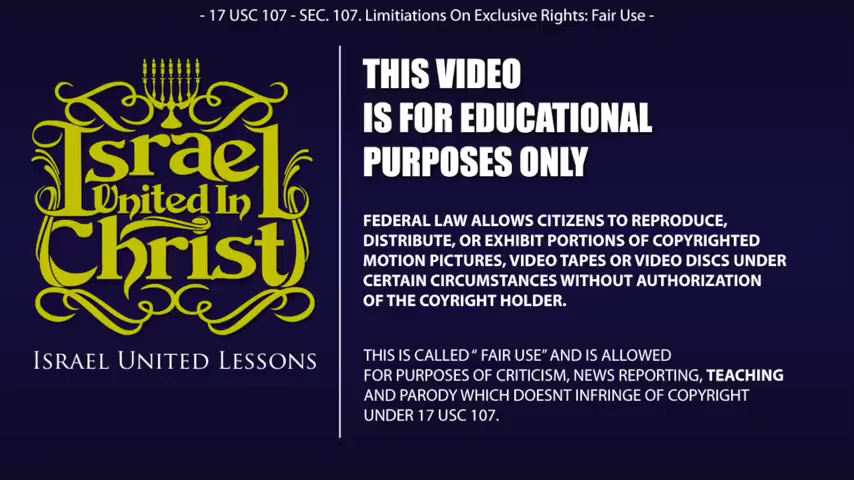 - 17 USC 107 - SEC. 107. Limitiations On Exclusive Rights: Fair Use -
Israel
United In
Christ
ISRAEL UNITED LESSONS
THIS VIDEO
IS FOR EDUCATIONAL
PURPOSES ONLY
FEDERAL LAW ALLOWS CITIZENS TO REPRODUCE,
DISTRIBUTE, OR EXHIBIT PORTIONS OF COPYRIGHTED
MOTION PICTURES, VIDEO TAPES OR VIDEO DISCS UNDER
CERTAIN CIRCUMSTANCES WITHOUT AUTHORIZATION
OF THE COYRIGHT HOLDER.
THIS IS CALLED “ FAIR USE” AND IS ALLOWED
FOR PURPOSES OF CRITICISM, NEWS REPORTING, TEACHING
AND PARODY WHICH DOESNT INFRINGE OF COPYRIGHT
UNDER 17 USC 107.